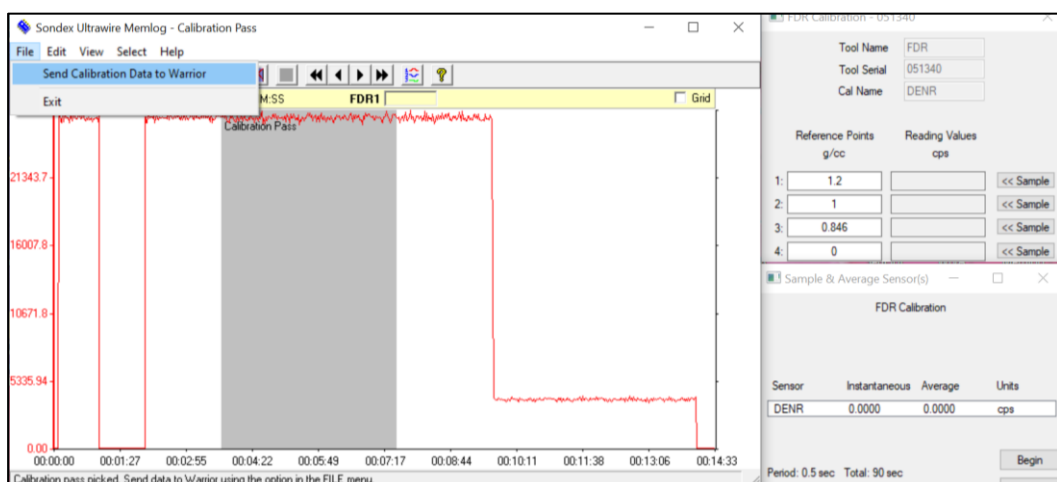 Sondex Ultrawire Memlog - Calibration Pass
File Edit View Select Help
Send Calibration Data to Warrior
Exit
M:SS FDR1 Grid
Calibration Pass
21343.7
16007.8
10671.8
5335.94
0.00
00:00:00 00:01:27 00:02:55 00:04:22 00:05:49 00:07:17 00:08:44 00:10:11 00:11:38 00:13:06 00:14:33
Calibration pass picked. Send data to Warrior using the option in the FILE menu.
FDR Calibration - 051340
Tool Name FDR
Tool Serial 051340
Cal Name DENR
Reference Points Reading Values
g/cc cps
1: 1.2 << Sample
2: 1 << Sample
3: 0.846 << Sample
4: 0 << Sample
Sample & Average Sensor(s)
FDR Calibration
Sensor Instantaneous Average Units
DENR 0.0000 0.0000 cps
Begin
Period: 0.5 sec Total: 90 sec